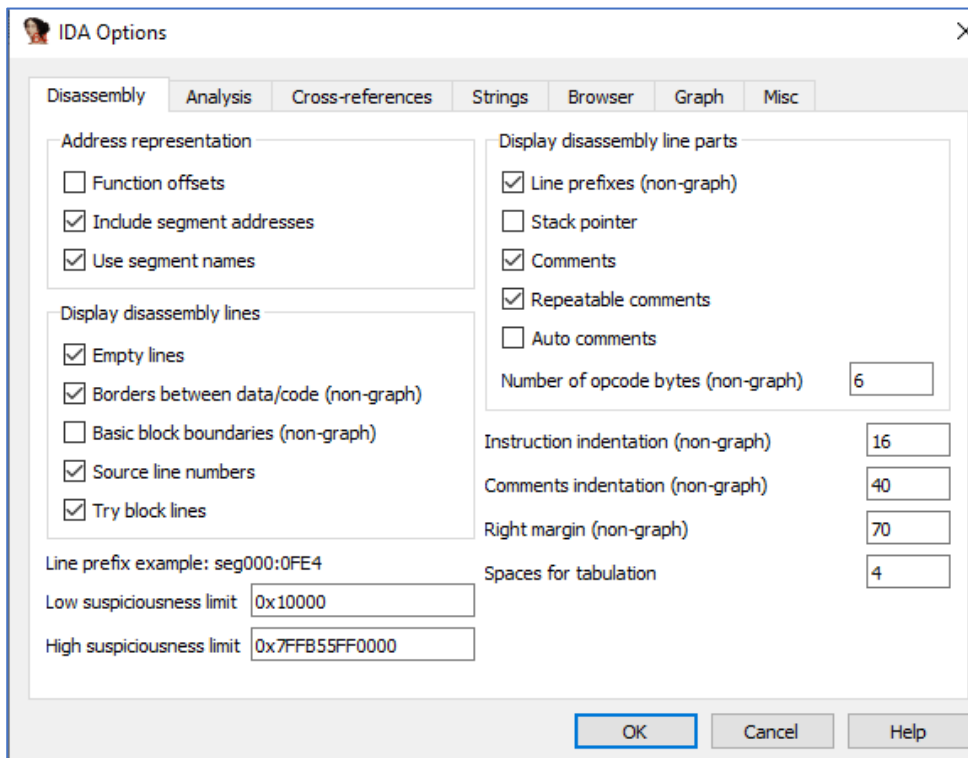 IDA Options
Disassembly Analysis Cross-references Strings Browser Graph Misc
Address representation
Function offsets
Include segment addresses
Use segment names
Display disassembly lines
Empty lines
Borders between data/code (non-graph)
Basic block boundaries (non-graph)
Source line numbers
Try block lines
Line prefix example: seg000:0FE4
Low suspiciousness limit 0x10000
High suspiciousness limit 0x7FFB55FF0000
Display disassembly line parts
Line prefixes (non-graph)
Stack pointer
Comments
Repeatable comments
Auto comments
Number of opcode bytes (non-graph) 6
Instruction indentation (non-graph) 16
Comments indentation (non-graph) 40
Right margin (non-graph) 70
Spaces for tabulation 4
OK Cancel Help